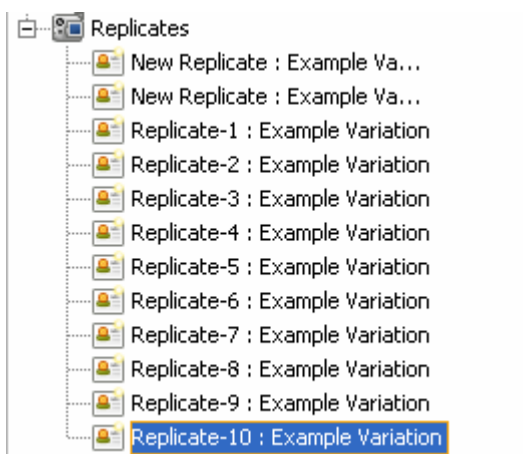 Replicates
New Replicate : Example Va...
New Replicate : Example Va...
Replicate-1 : Example Variation
Replicate-2 : Example Variation
Replicate-3 : Example Variation
Replicate-4 : Example Variation
Replicate-5 : Example Variation
Replicate-6 : Example Variation
Replicate-7 : Example Variation
Replicate-8 : Example Variation
Replicate-9 : Example Variation
Replicate-10 : Example Variation